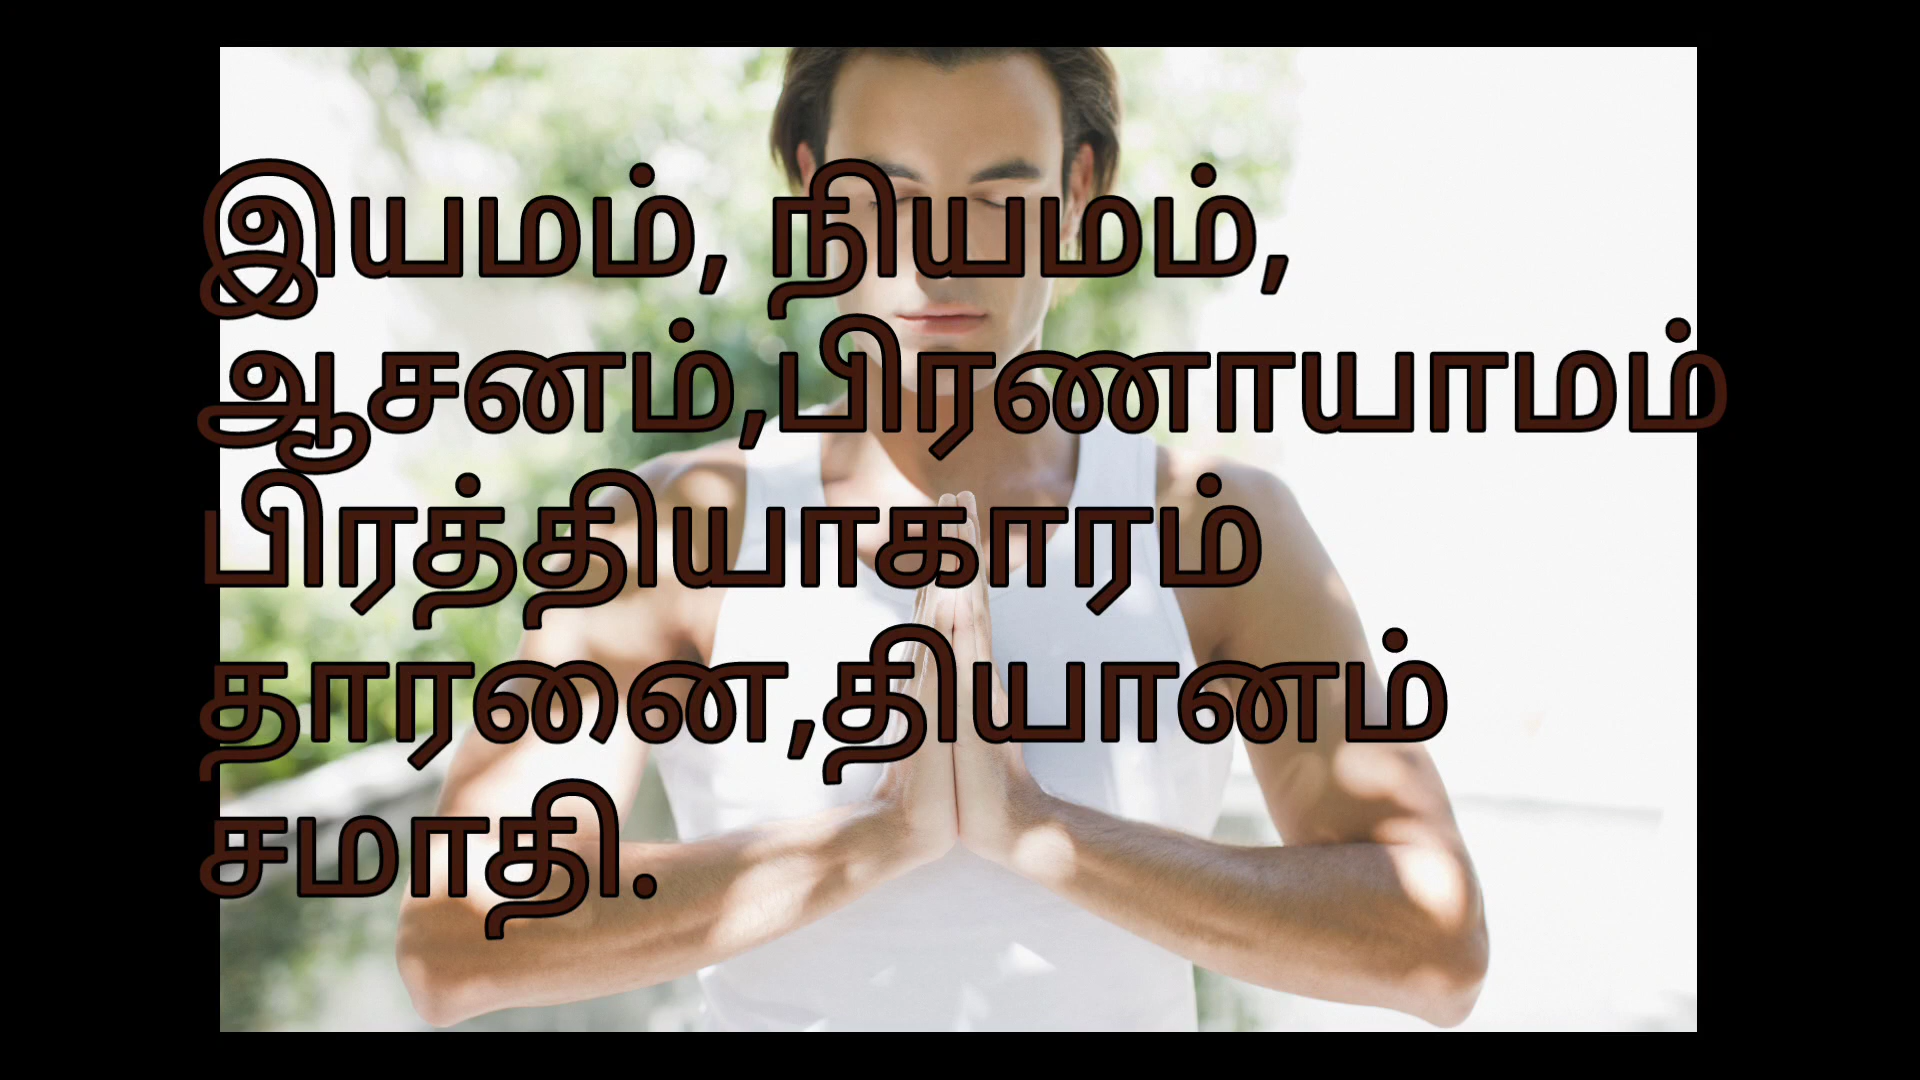 இயமம், நியமம்,
ஆசனம்,பிரணாயாமம்
பிரத்தியாகாரம்
தாரனை,தியானம்
சமாதி.